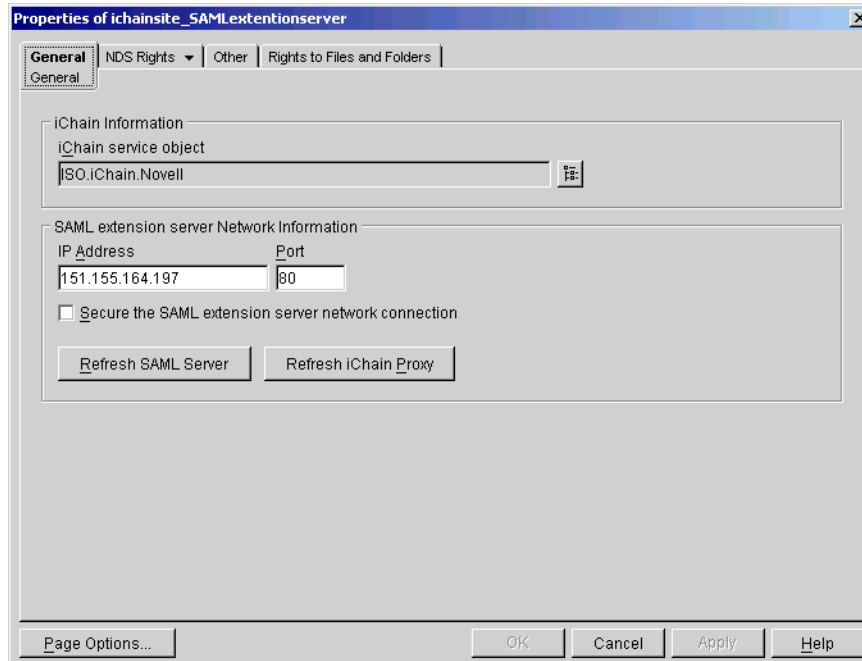 Properties of ichainsite_SAMLextentionserver
General NDS Rights Other Rights to Files and Folders
General
iChain Information
iChain service object
ISO.iChain.Novell
SAML extension server Network Information
IP Address Port
151.155.164.197 80
Secure the SAML extension server network connection
Refresh SAML Server Refresh iChain Proxy
Page Options... OK Cancel Apply Help